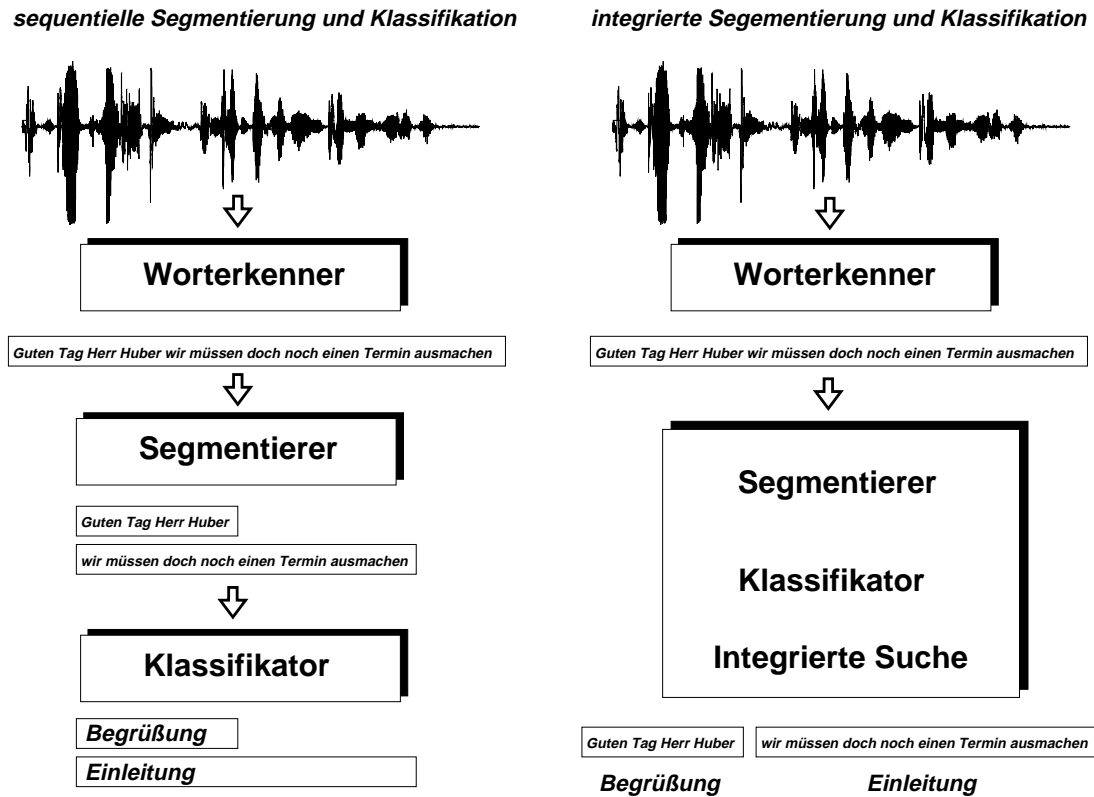 sequentielle Segmentierung und Klassifikation
Worterkenner
Guten Tag Herr Huber wir müssen doch noch einen Termin ausmachen
Segmentierer
Guten Tag Herr Huber
wir müssen doch noch einen Termin ausmachen
Klassifikator
Begrüßung
Einleitung
integrierte Segementierung und Klassifikation
Worterkenner
Guten Tag Herr Huber wir müssen doch noch einen Termin ausmachen
Segmentierer
Klassifikator
Integrierte Suche
Guten Tag Herr Huber
wir müssen doch noch einen Termin ausmachen
Begrüßung
Einleitung